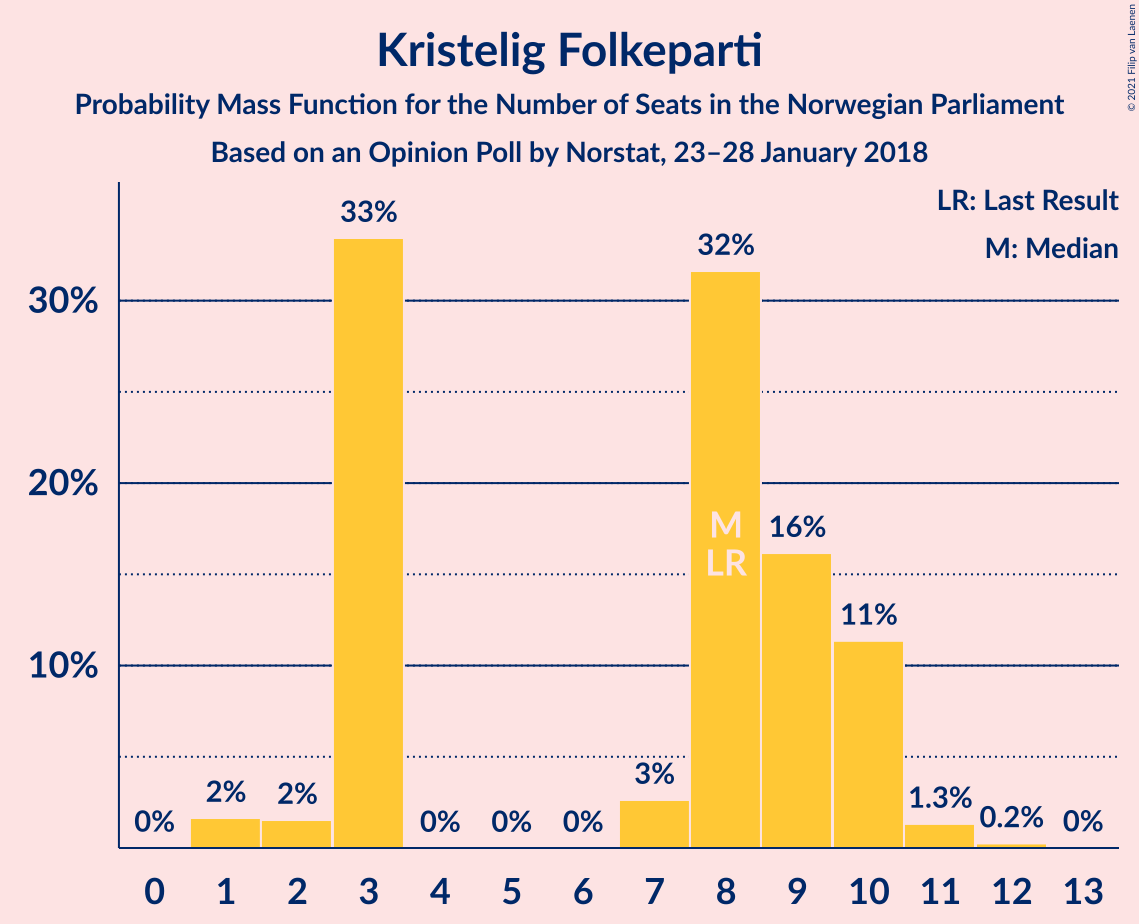 Kristelig Folkeparti
Probability Mass Function for the Number of Seats in the Norwegian Parliament
Based on an Opinion Poll by Norstat, 23–28 January 2018
© 2021 Filip van Laenen
LR: Last Result
M: Median
33%
32%
30%
20%
M
LR
16%
11%
10%
3%
2%
2%
1.3%
0.2%
0%
0%
0%
0%
0%
0 1 2 3 4 5 6 7 8 9 10 11 12 13